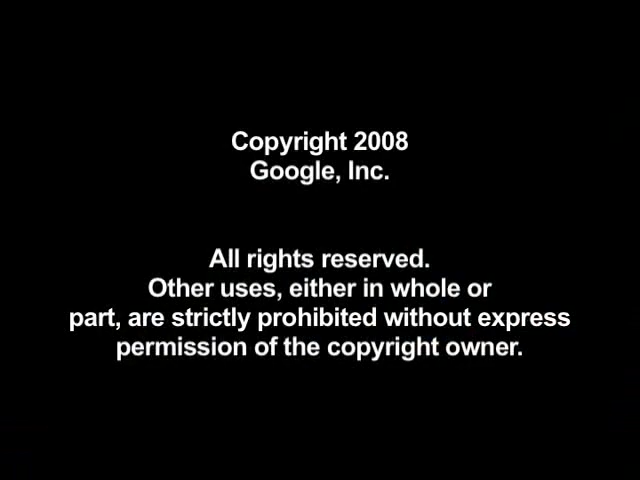 Copyright 2008
Google, Inc.
All rights reserved.
Other uses, either in whole or
part, are strictly prohibited without express
permission of the copyright owner.